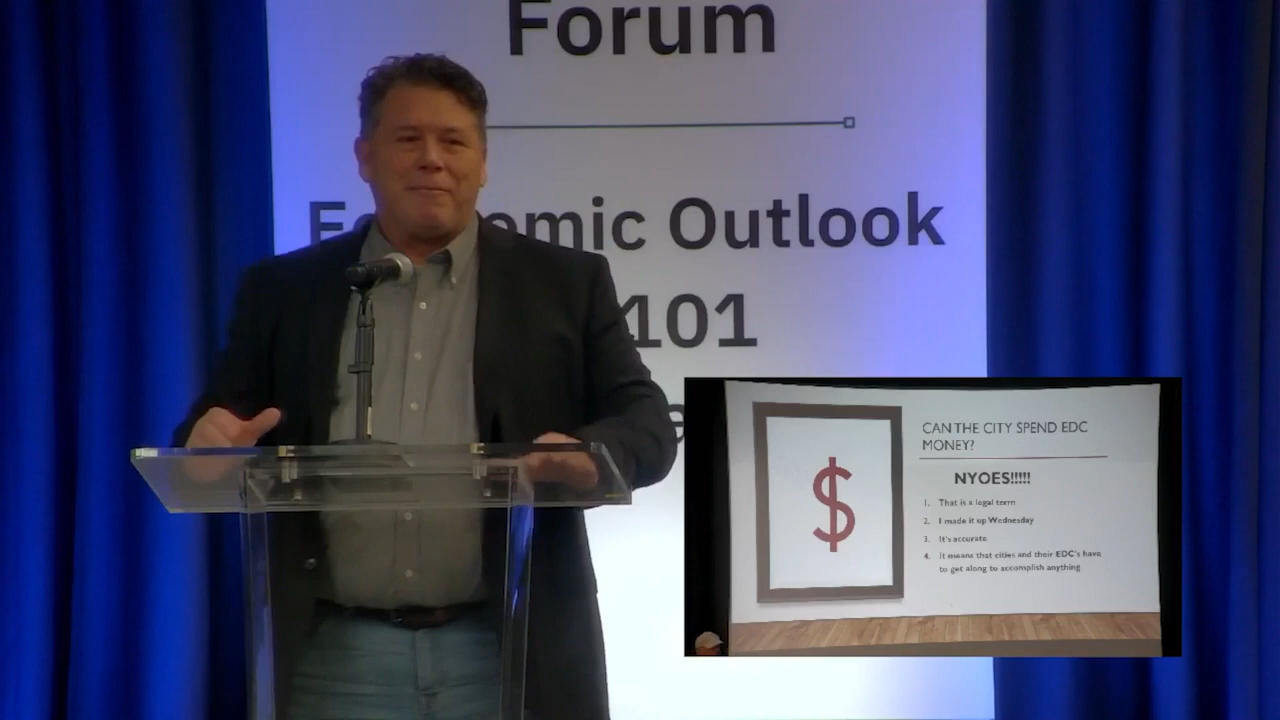 Forum
Economic Outlook
101
CAN THE CITY SPEND EDC
MONEY?
$
NYOES!!!!!
1. That is a legal term
2. I made it up Wednesday
3. It's accurate
4. It means that cities and their EDC's have
to get along to accomplish anything